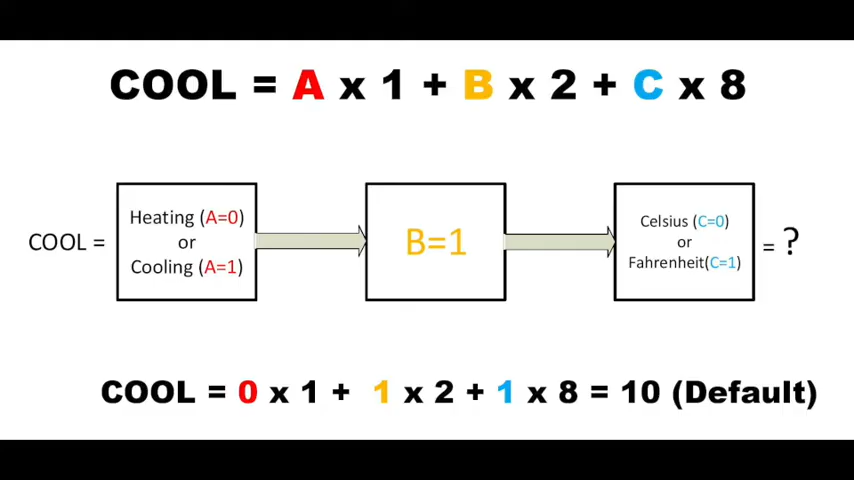 COOL = A x 1 + B x 2 + C x 8
COOL =
Heating (A=0)
or
Cooling (A=1)
B=1
Celsius (C=0)
or
Fahrenheit(C=1)
= ?
COOL = 0 x 1 + 1 x 2 + 1 x 8 = 10 (Default)